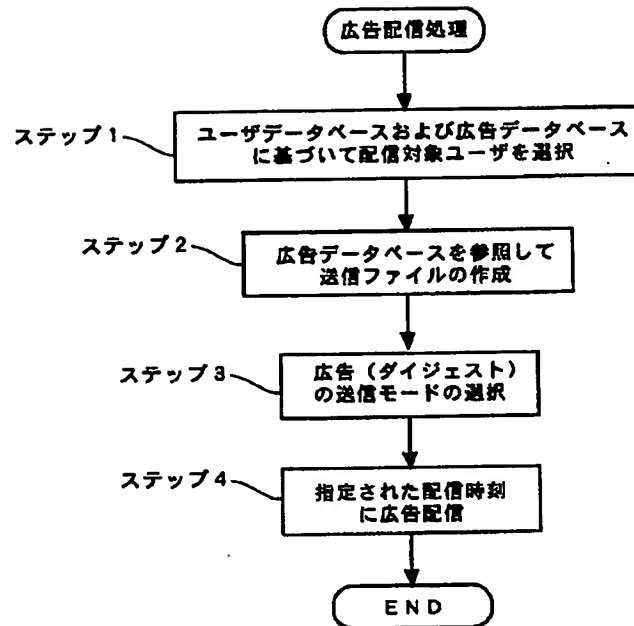 広告配信処理
ステップ1
ユーザデータベースおよび広告データベース
に基づいて配信対象ユーザを選択
ステップ2
広告データベースを参照して
送信ファイルの作成
ステップ3
広告(ダイジェスト)
の送信モードの選択
ステップ4
指定された配信時刻
に広告配信
END